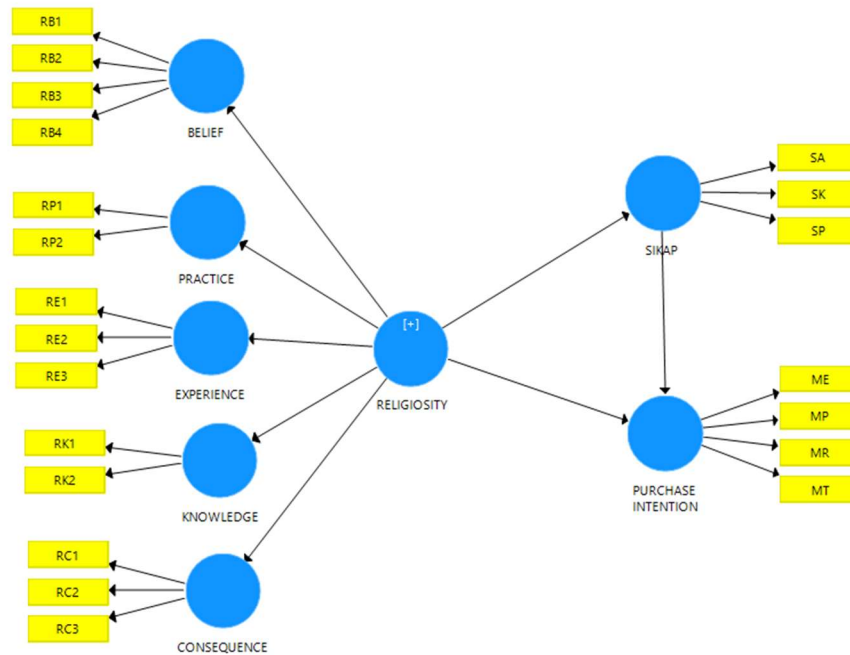 RB1
RB2
RB3
RB4
BELIEF
RP1
RP2
PRACTICE
RE1
RE2
RE3
EXPERIENCE
RK1
RK2
KNOWLEDGE
RC1
RC2
RC3
CONSEQUENCE
[+]
RELIGIOSITY
SA
SK
SP
SIKAP
ME
MP
MR
MT
PURCHASE
INTENTION